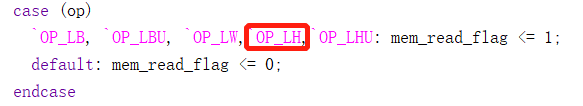 case (op)
`OP_LB, `OP_LBU, `OP_LW,`OP_LH,`OP_LHU: mem_read_flag <= 1;
default: mem_read_flag <= 0;
endcase